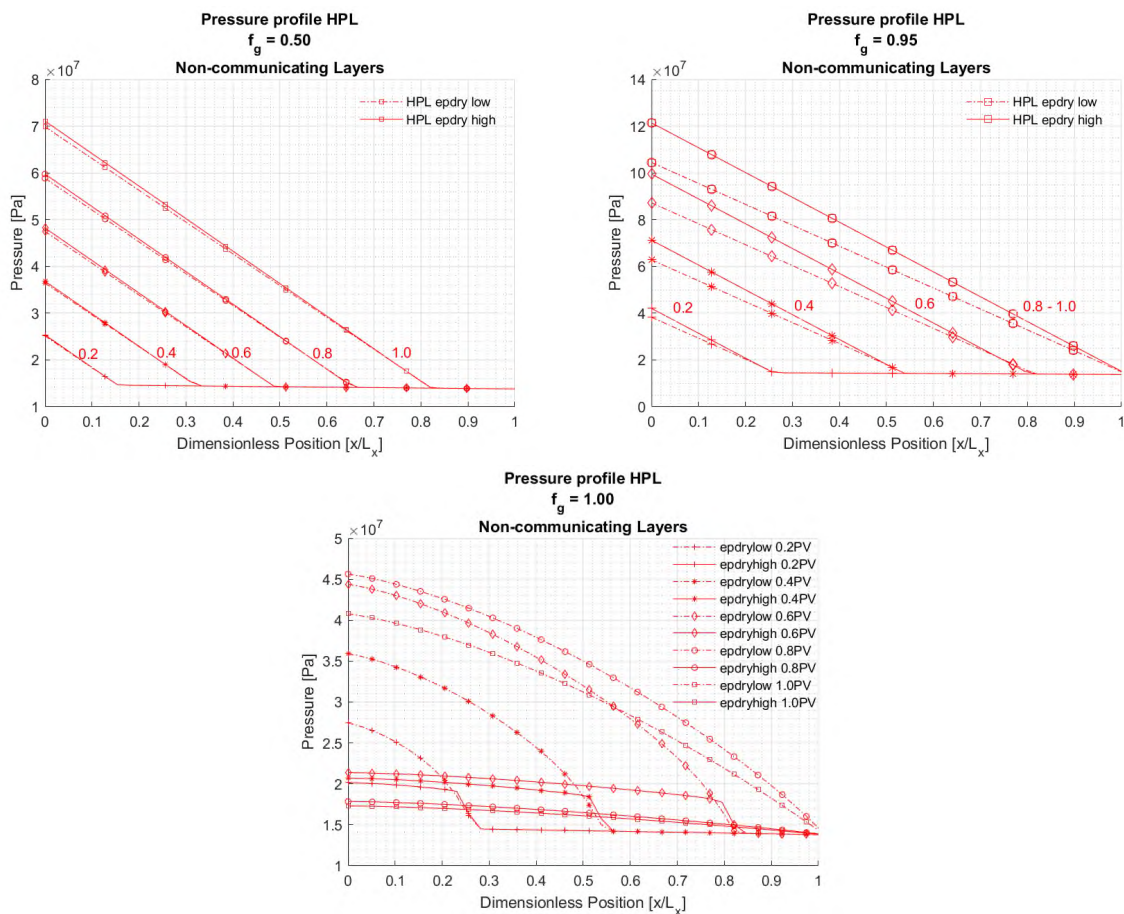 Pressure profile HPL
f_g = 0.50
Non-communicating Layers
×10^7
8
7
6
5
4
3
2
1
Pressure [Pa]
HPL epdry low
HPL epdry high
0.2
0.4
0.6
0.8
1.0
0 0.1 0.2 0.3 0.4 0.5 0.6 0.7 0.8 0.9 1
Dimensionless Position [x/L_x]
Pressure profile HPL
f_g = 0.95
Non-communicating Layers
×10^7
14
12
10
8
6
4
2
0
Pressure [Pa]
HPL epdry low
HPL epdry high
0.2
0.4
0.6
0.8 - 1.0
0 0.1 0.2 0.3 0.4 0.5 0.6 0.7 0.8 0.9 1
Dimensionless Position [x/L_x]
Pressure profile HPL
f_g = 1.00
Non-communicating Layers
×10^7
5
4.5
4
3.5
3
2.5
2
1.5
1
Pressure [Pa]
epdrylow 0.2PV
epdryhigh 0.2PV
epdrylow 0.4PV
epdryhigh 0.4PV
epdrylow 0.6PV
epdryhigh 0.6PV
epdrylow 0.8PV
epdryhigh 0.8PV
epdrylow 1.0PV
epdryhigh 1.0PV
0 0.1 0.2 0.3 0.4 0.5 0.6 0.7 0.8 0.9 1
Dimensionless Position [x/L_x]